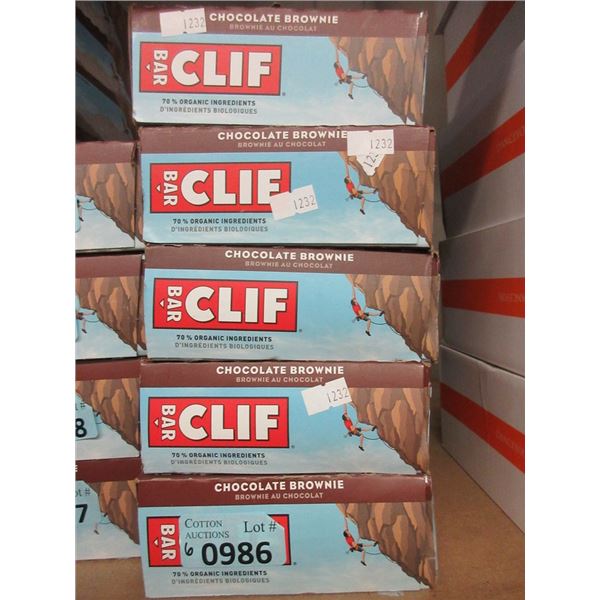 1232
CHOCOLATE BROWNIE
BROWNIE AU CHOCOLAT
BAR CLIF
70% ORGANIC INGREDIENTS
D'INGRÉDIENTS BIOLOGIQUES
CHOCOLATE BROWNIE
BROWNIE AU CHOCOLAT
1232
BAR CLIF
1232
70% ORGANIC INGREDIENTS
D'INGRÉDIENTS BIOLOGIQUES
CHOCOLATE BROWNIE
BROWNIE AU CHOCOLAT
BAR CLIF
70% ORGANIC INGREDIENTS
D'INGRÉDIENTS BIOLOGIQUES
CHOCOLATE BROWNIE
BROWNIE AU CHOCOLAT
1232
BAR CLIF
70% ORGANIC INGREDIENTS
D'INGRÉDIENTS BIOLOGIQUES
CHOCOLATE BROWNIE
BROWNIE AU CHOCOLAT
BAR
COTTON AUCTIONS Lot #
6 0986
70% ORGANIC INGREDIENTS
D'INGRÉDIENTS BIOLOGIQUES
8
t #
7